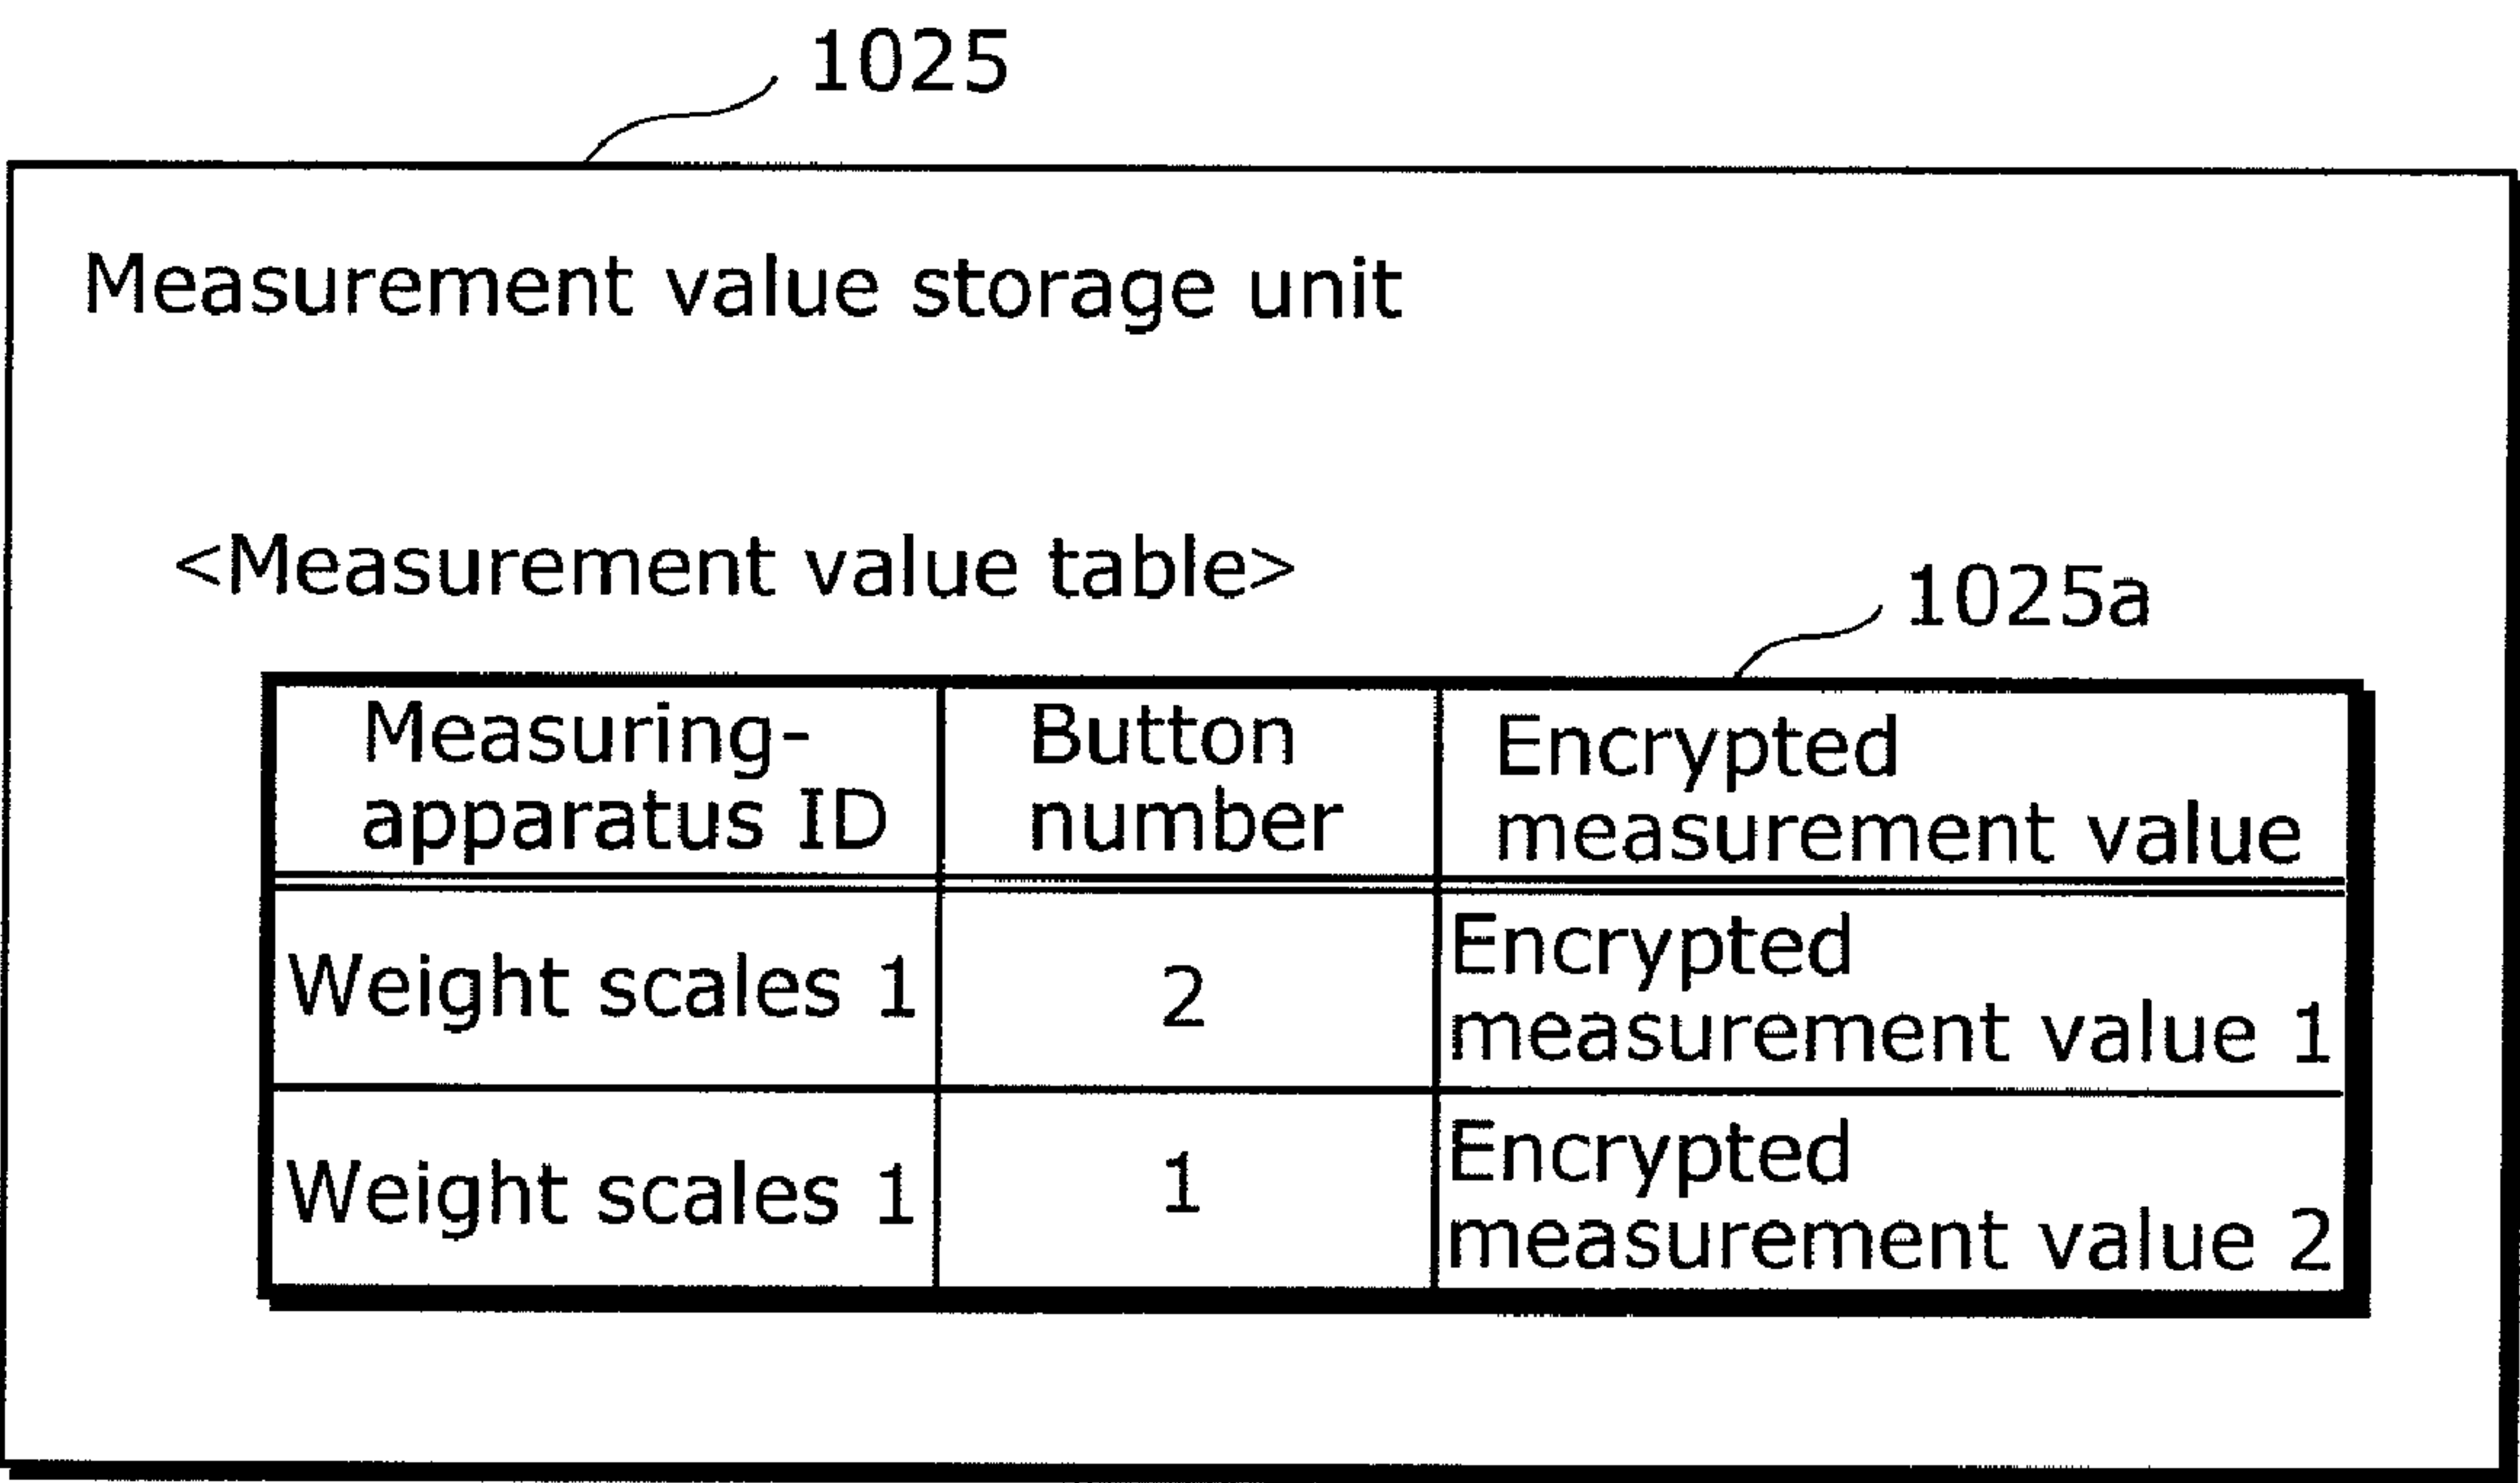 1025
Measurement value storage unit
<Measurement value table>
1025a
Measuring-
apparatus ID
Button
number
Encrypted
measurement value
Weight scales 1
2
Encrypted
measurement value 1
Weight scales 1
1
Encrypted
measurement value 2